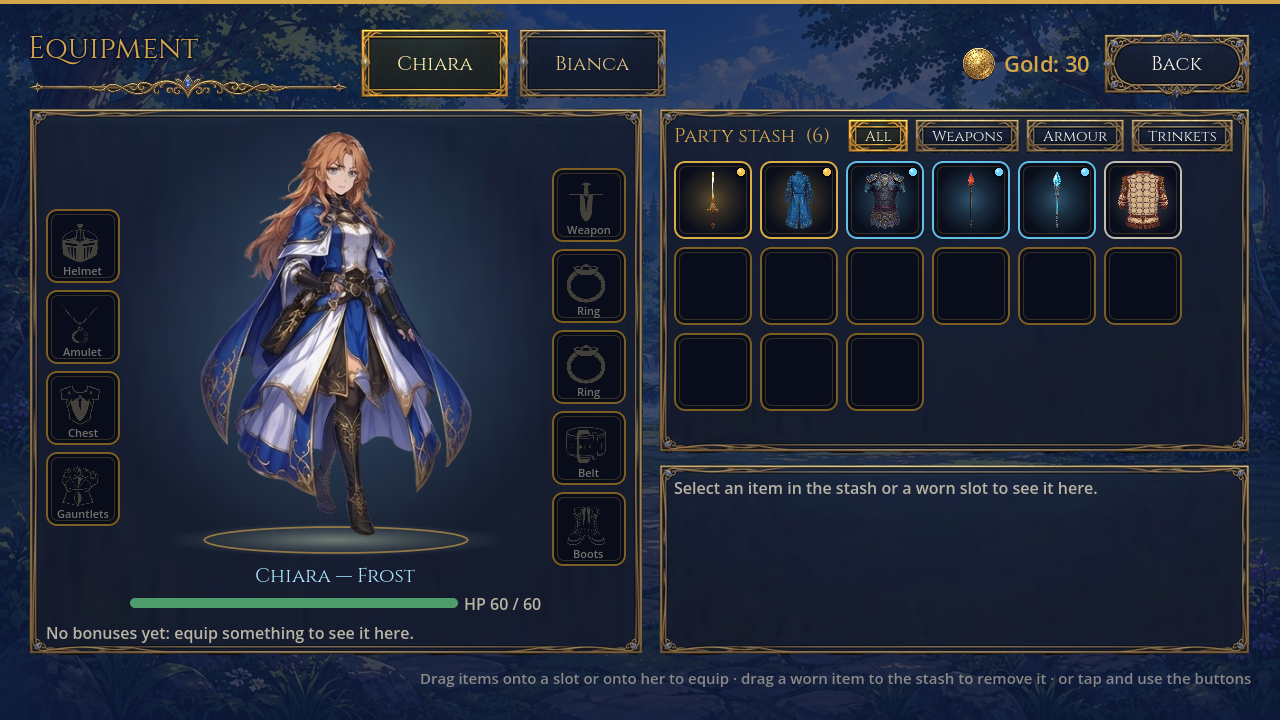 Equipment
Chiara
Bianca
Gold: 30
Back
Helmet
Amulet
Chest
Gauntlets
Weapon
Ring
Ring
Belt
Boots
Chiara — Frost
HP 60 / 60
No bonuses yet: equip something to see it here.
Party stash (6)
All
Weapons
Armour
Trinkets
Select an item in the stash or a worn slot to see it here.
Drag items onto a slot or onto her to equip · drag a worn item to the stash to remove it · or tap and use the buttons